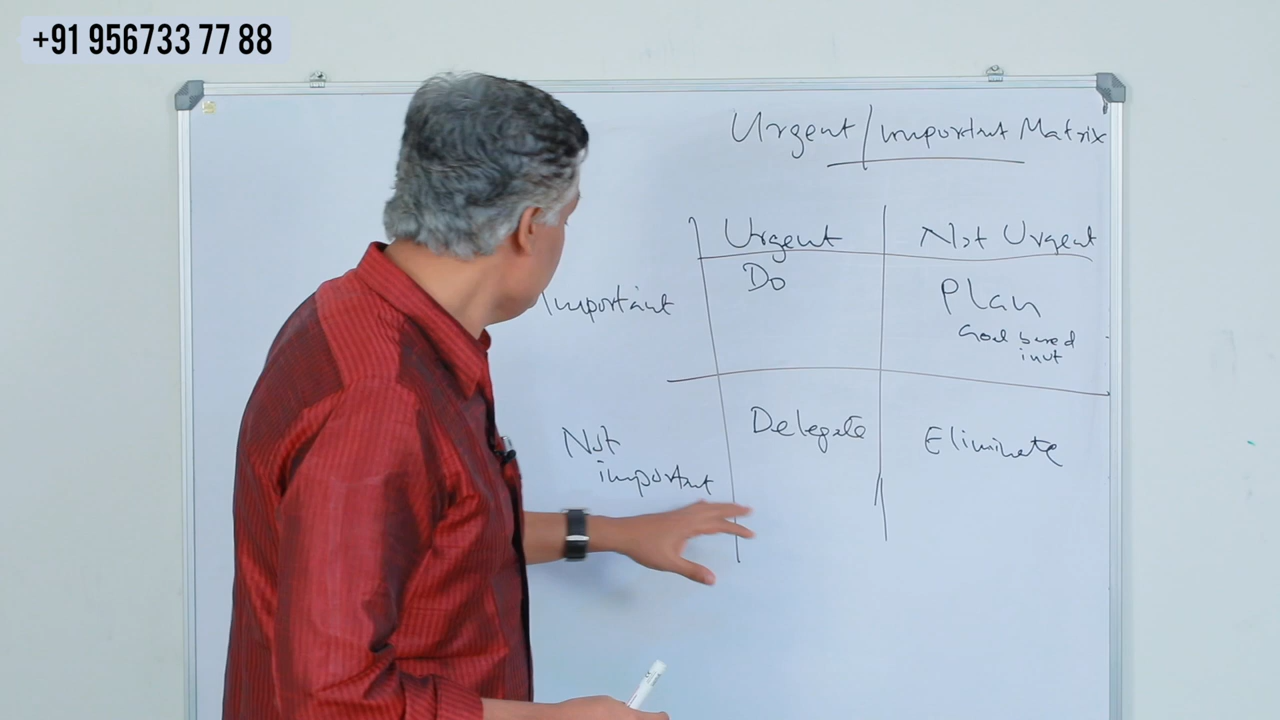 +91 956733 77 88
Urgent/important Matrix
Urgent Not Urgent
Important Do Plan
Goal based
invt
Not Delegate Eliminate
important